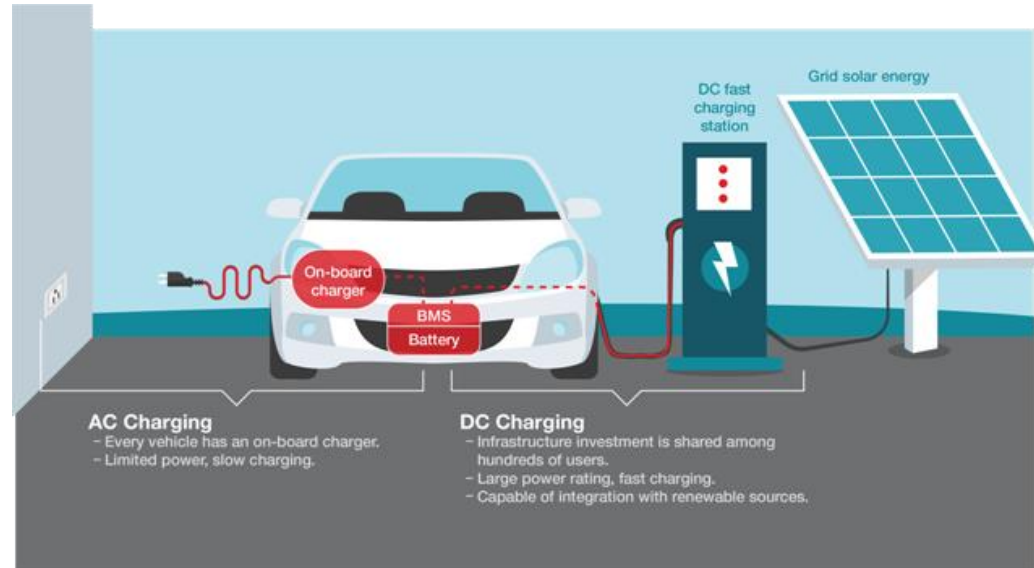 Grid solar energy
DC fast
charging
station
On-board
charger
BMS
Battery
AC Charging
– Every vehicle has an on-board charger.
– Limited power, slow charging.
DC Charging
– Infrastructure investment is shared among
hundreds of users.
– Large power rating, fast charging.
– Capable of integration with renewable sources.